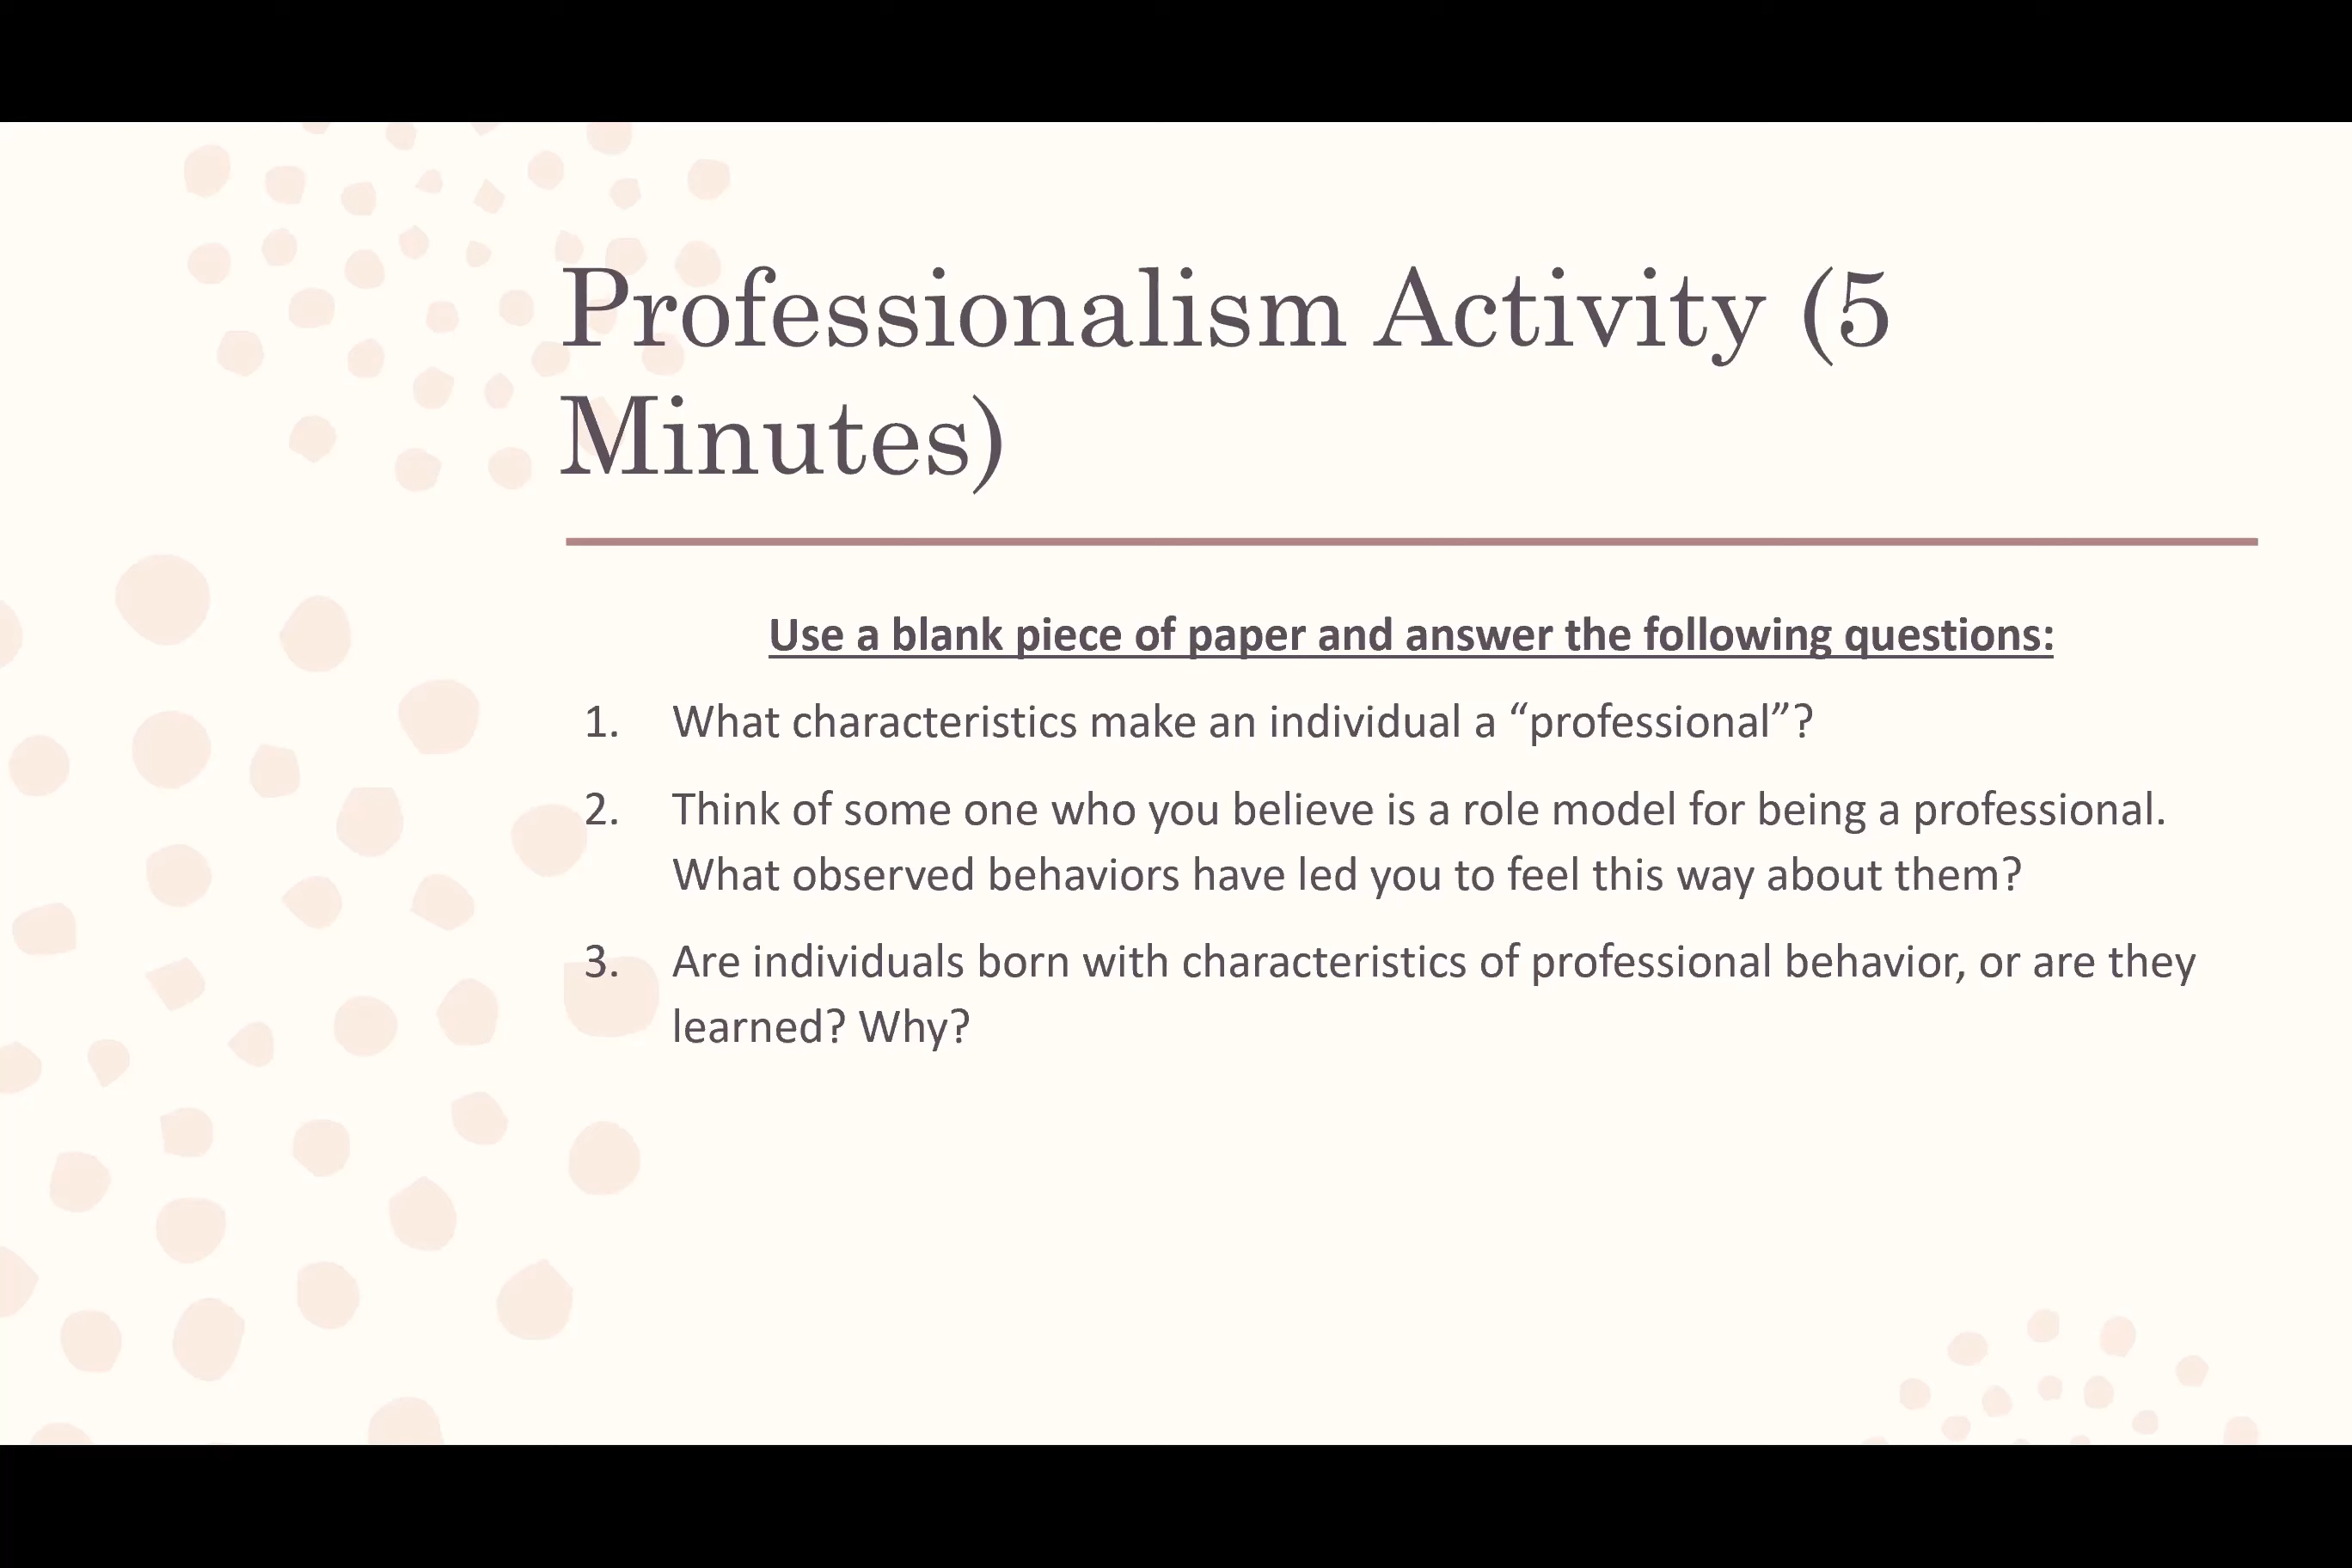 Professionalism Activity (5
Minutes)
Use a blank piece of paper and answer the following questions:
1. What characteristics make an individual a “professional”?
2. Think of some one who you believe is a role model for being a professional.
What observed behaviors have led you to feel this way about them?
3. Are individuals born with characteristics of professional behavior, or are they
learned? Why?